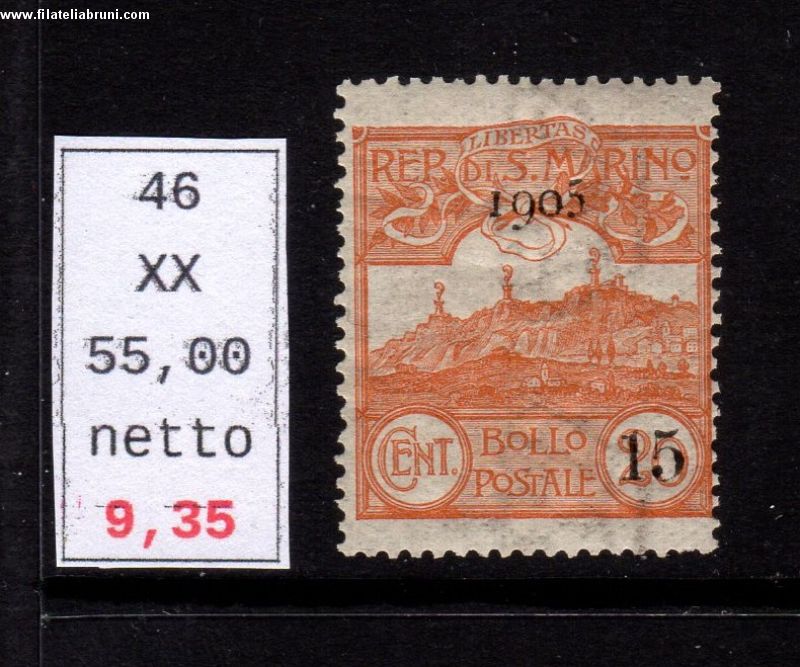 www.filateliabruni.com
46
XX
55,00
netto
9,35
LIBERTAS
REP. DI S. MARINO
1905
CENT.
BOLLO
POSTALE
15